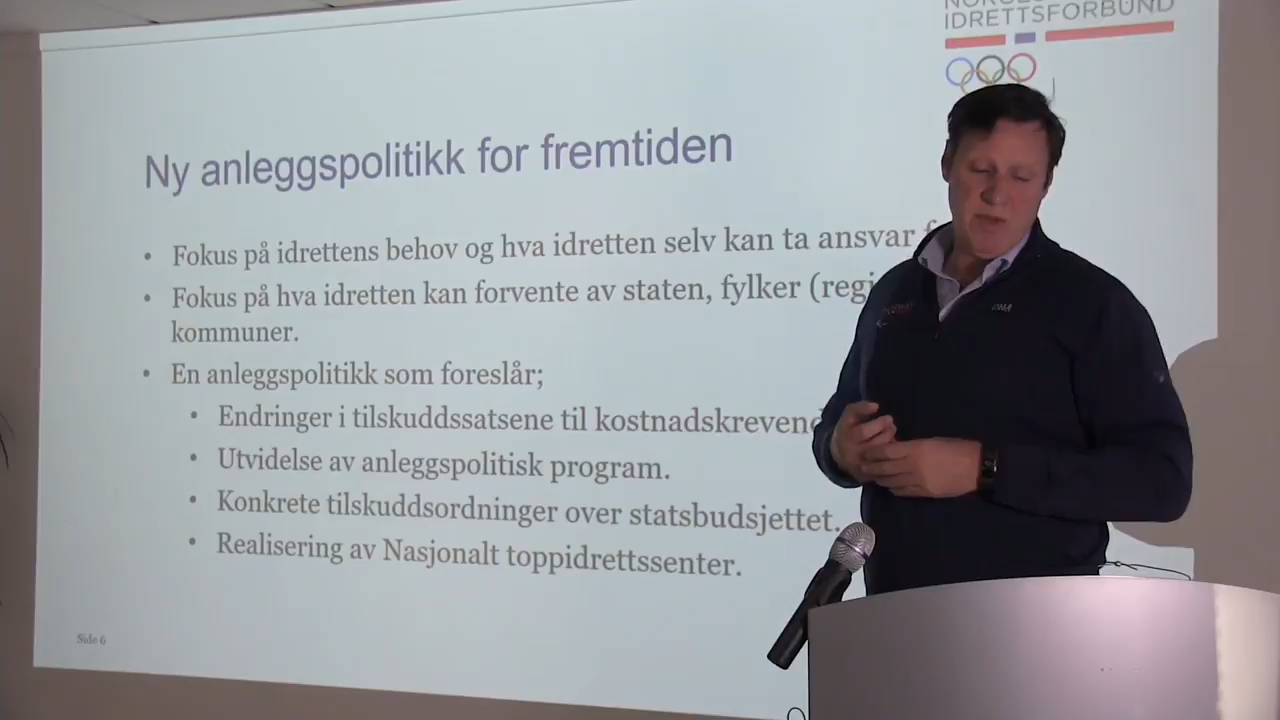 IDRETTSFORBUND
Ny anleggspolitikk for fremtiden
• Fokus på idrettens behov og hva idretten selv kan ta ansvar
• Fokus på hva idretten kan forvente av staten, fylker
kommuner.
• En anleggspolitikk som foreslår;
• Endringer i tilskuddssatsene til
• Utvidelse av anleggspolitisk program.
• Konkrete tilskuddsordninger over statsbudsjettet.
• Realisering av Nasjonalt toppidrettssenter.
Side 6